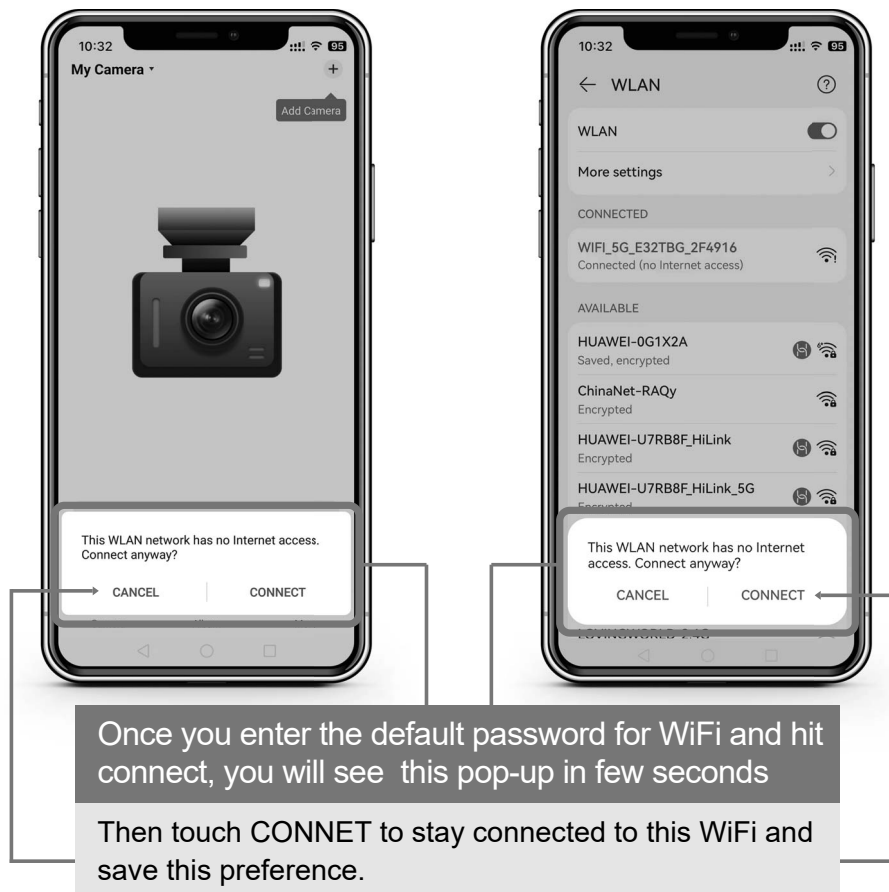 10:32
95
My Camera
+
Add Camera
This WLAN network has no Internet access.
Connect anyway?
CANCEL
CONNECT
10:32
95
WLAN
?
WLAN
More settings
CONNECTED
WIFI_5G_E32TBG_2F4916
Connected (no Internet access)
AVAILABLE
HUAWEI-0G1X2A
Saved, encrypted
ChinaNet-RAQy
Encrypted
HUAWEI-U7RB8F_HiLink
Encrypted
HUAWEI-U7RB8F_HiLink_5G
Encrypted
This WLAN network has no Internet
access. Connect anyway?
CANCEL
CONNECT
LOVINGWORLD-2.4G
Once you enter the default password for WiFi and hit
connect, you will see this pop-up in few seconds
Then touch CONNET to stay connected to this WiFi and
save this preference.